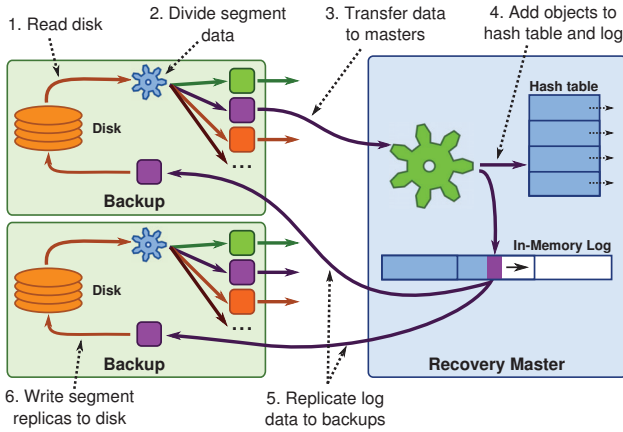 1. Read disk
2. Divide segment
data
3. Transfer data
to masters
4. Add objects to
hash table and log
Hash table
Disk
...
Backup
In-Memory Log
Disk
...
Backup
Recovery Master
6. Write segment
replicas to disk
5. Replicate log
data to backups